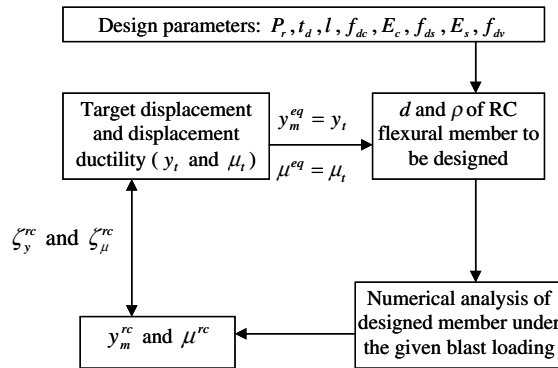 Design parameters: P_r, t_d, l, f_dc, E_c, f_ds, E_s, f_dv
Target displacement
and displacement
ductility ( y_t and μ_t )
y_m^eq = y_t
μ^eq = μ_t
d and ρ of RC
flexural member to
be designed
ζ_y^rc and ζ_μ^rc
y_m^rc and μ^rc
Numerical analysis of
designed member under
the given blast loading